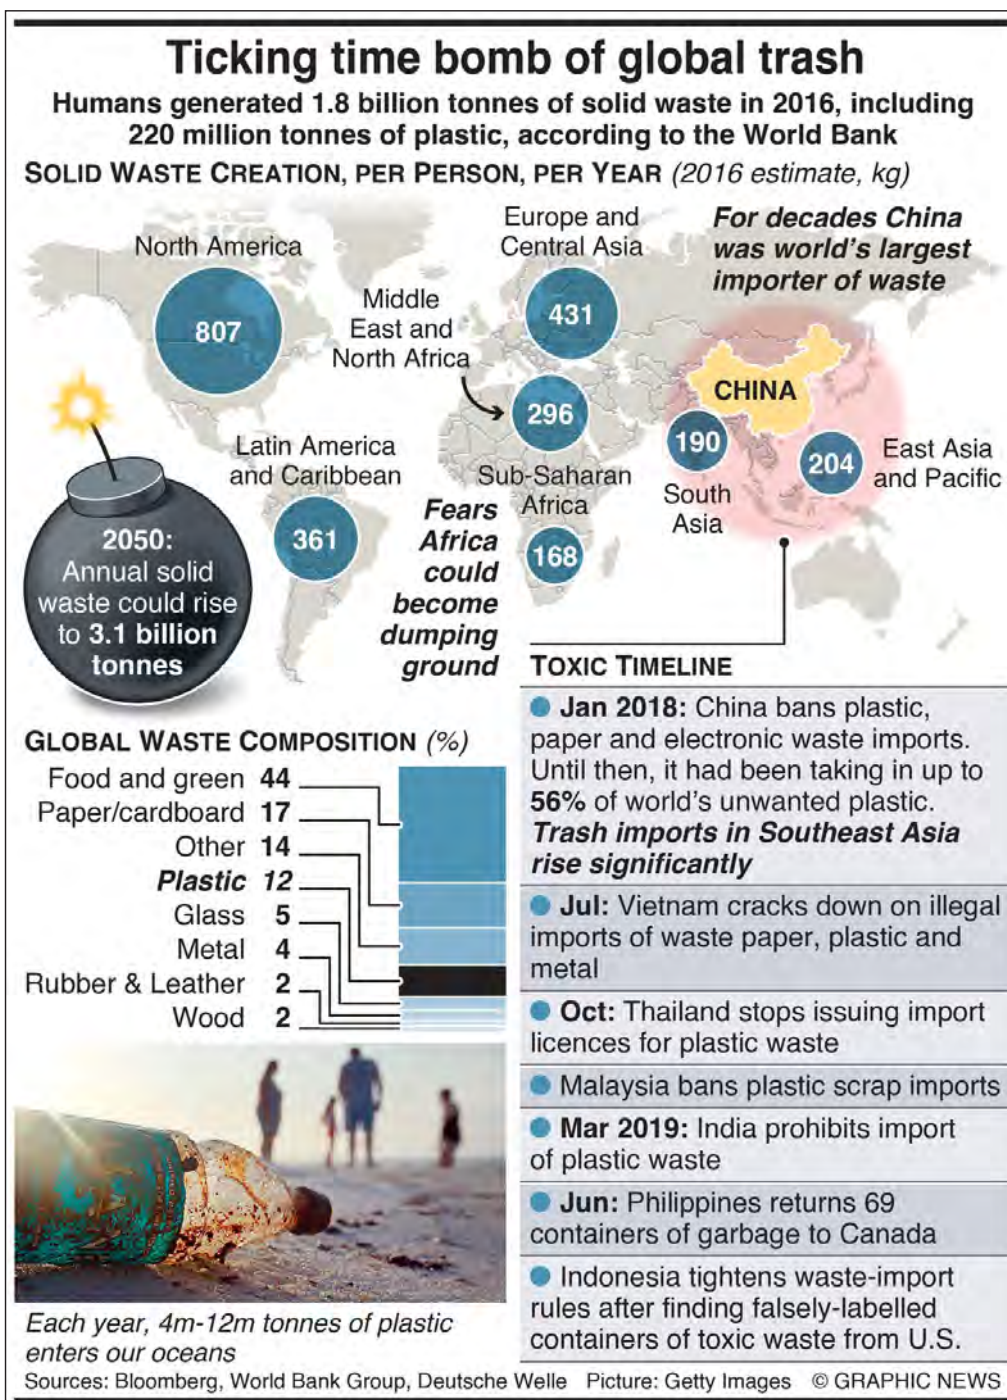 Ticking time bomb of global trash
Humans generated 1.8 billion tonnes of solid waste in 2016, including
220 million tonnes of plastic, according to the World Bank
SOLID WASTE CREATION, PER PERSON, PER YEAR (2016 estimate, kg)
North America
807
Europe and
Central Asia
431
Middle
East and
North Africa
296
For decades China
was world's largest
importer of waste
CHINA
190
South
Asia
204
East Asia
and Pacific
Latin America
and Caribbean
361
Sub-Saharan
Africa
168
Fears
Africa
could
become
dumping
ground
2050:
Annual solid
waste could rise
to 3.1 billion
tonnes
GLOBAL WASTE COMPOSITION (%)
Food and green 44
Paper/cardboard 17
Other 14
Plastic 12
Glass 5
Metal 4
Rubber & Leather 2
Wood 2
Each year, 4m-12m tonnes of plastic
enters our oceans
TOXIC TIMELINE
● Jan 2018: China bans plastic,
paper and electronic waste imports.
Until then, it had been taking in up to
56% of world's unwanted plastic.
Trash imports in Southeast Asia
rise significantly
● Jul: Vietnam cracks down on illegal
imports of waste paper, plastic and
metal
● Oct: Thailand stops issuing import
licences for plastic waste
● Malaysia bans plastic scrap imports
● Mar 2019: India prohibits import
of plastic waste
● Jun: Philippines returns 69
containers of garbage to Canada
● Indonesia tightens waste-import
rules after finding falsely-labelled
containers of toxic waste from U.S.
Sources: Bloomberg, World Bank Group, Deutsche Welle Picture: Getty Images © GRAPHIC NEWS